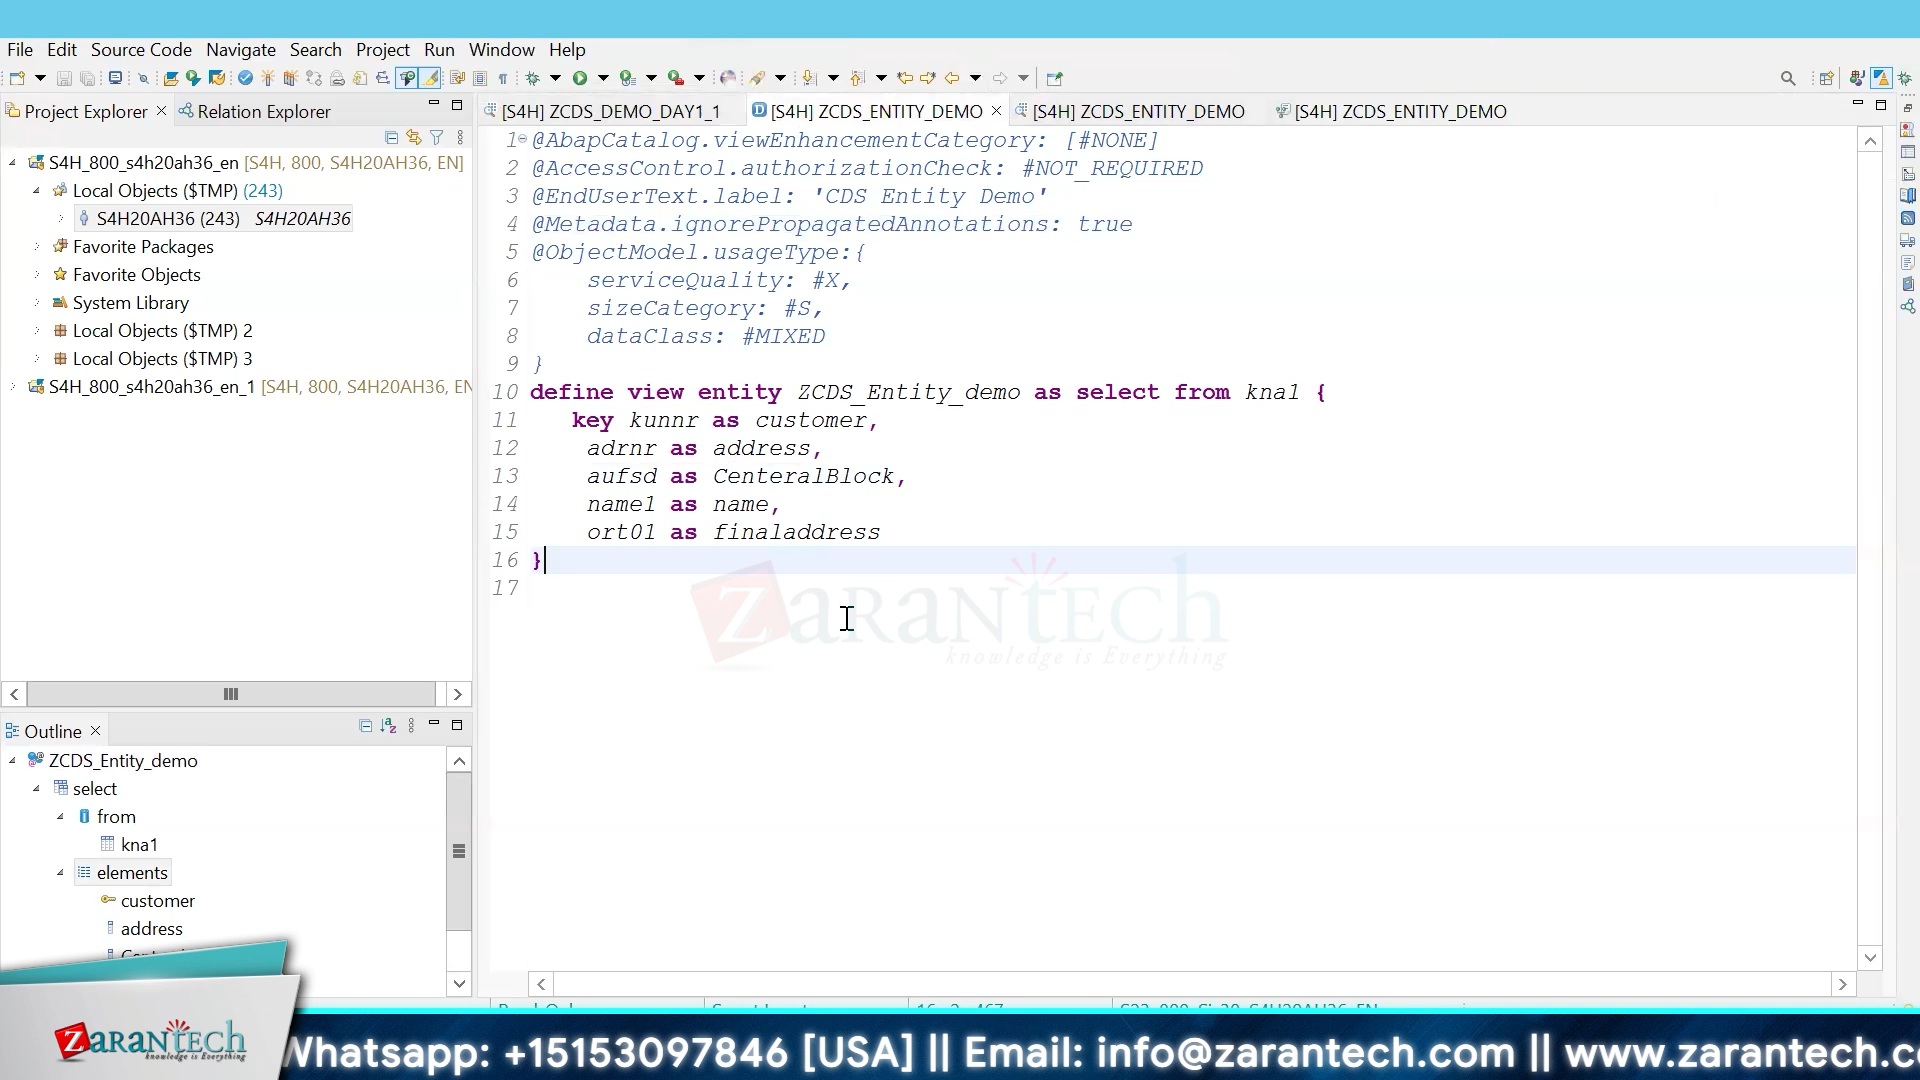 File Edit Source Code Navigate Search Project Run Window Help
Project Explorer Relation Explorer
[S4H] ZCDS_DEMO_DAY1_1 [S4H] ZCDS_ENTITY_DEMO [S4H] ZCDS_ENTITY_DEMO [S4H] ZCDS_ENTITY_DEMO
S4H_800_s4h20ah36_en [S4H, 800, S4H20AH36, EN]
Local Objects ($TMP) (243)
S4H20AH36 (243) S4H20AH36
Favorite Packages
Favorite Objects
System Library
Local Objects ($TMP) 2
Local Objects ($TMP) 3
S4H_800_s4h20ah36_en_1 [S4H, 800, S4H20AH36, EN
1 @AbapCatalog.viewEnhancementCategory: [#NONE]
2 @AccessControl.authorizationCheck: #NOT_REQUIRED
3 @EndUserText.label: 'CDS Entity Demo'
4 @Metadata.ignorePropagatedAnnotations: true
5 @ObjectModel.usageType:{
6 serviceQuality: #X,
7 sizeCategory: #S,
8 dataClass: #MIXED
9 }
10 define view entity ZCDS_Entity_demo as select from kna1 {
11 key kunnr as customer,
12 adrnr as address,
13 aufsd as CenteralBlock,
14 name1 as name,
15 ort01 as finaladdress
16 }
17
ZaranTech
knowledge is Everything
Outline
ZCDS_Entity_demo
select
from
kna1
elements
customer
address
ZaranTech
knowledge is Everything
Whatsapp: +15153097846 [USA] || Email: info@zarantech.com || www.zarantech.c